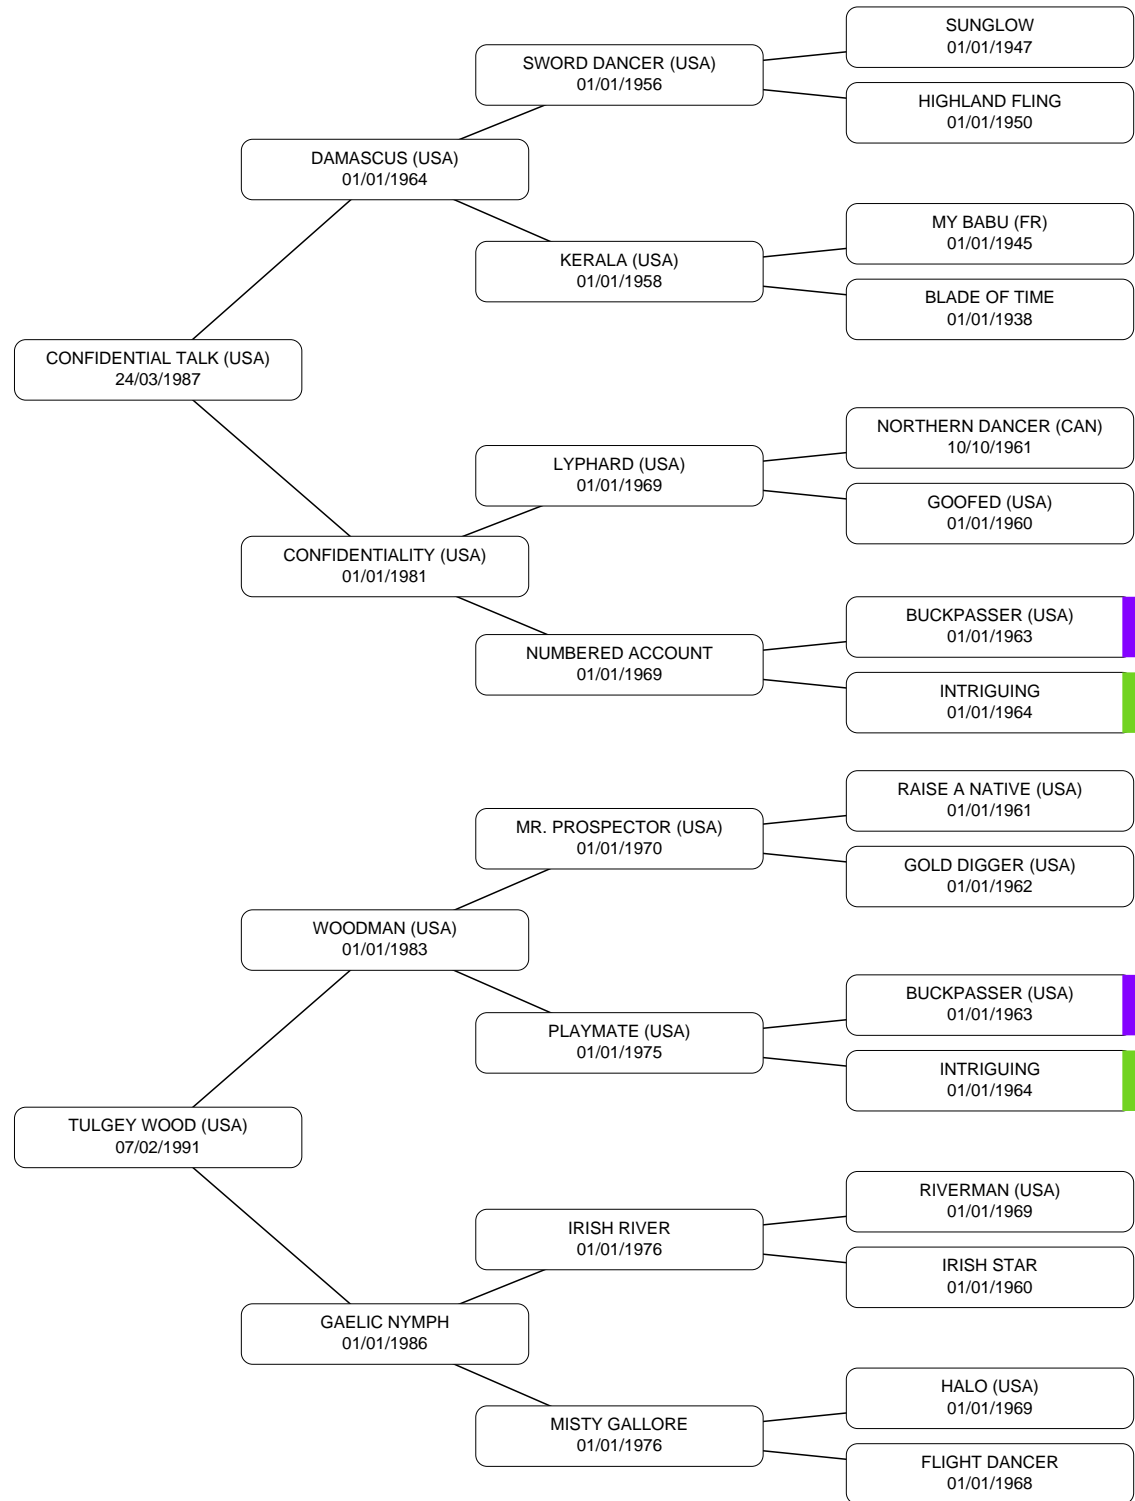 SUNGLOW
01/01/1947
SWORD DANCER (USA)
01/01/1956
HIGHLAND FLING
01/01/1950
DAMASCUS (USA)
01/01/1964
MY BABU (FR)
01/01/1945
KERALA (USA)
01/01/1958
BLADE OF TIME
01/01/1938
CONFIDENTIAL TALK (USA)
24/03/1987
NORTHERN DANCER (CAN)
10/10/1961
LYPHARD (USA)
01/01/1969
GOOFED (USA)
01/01/1960
CONFIDENTIALITY (USA)
01/01/1981
BUCKPASSER (USA)
01/01/1963
NUMBERED ACCOUNT
01/01/1969
INTRIGUING
01/01/1964
RAISE A NATIVE (USA)
01/01/1961
MR. PROSPECTOR (USA)
01/01/1970
GOLD DIGGER (USA)
01/01/1962
WOODMAN (USA)
01/01/1983
BUCKPASSER (USA)
01/01/1963
PLAYMATE (USA)
01/01/1975
INTRIGUING
01/01/1964
TULGEY WOOD (USA)
07/02/1991
RIVERMAN (USA)
01/01/1969
IRISH RIVER
01/01/1976
IRISH STAR
01/01/1960
GAELIC NYMPH
01/01/1986
HALO (USA)
01/01/1969
MISTY GALLORE
01/01/1976
FLIGHT DANCER
01/01/1968